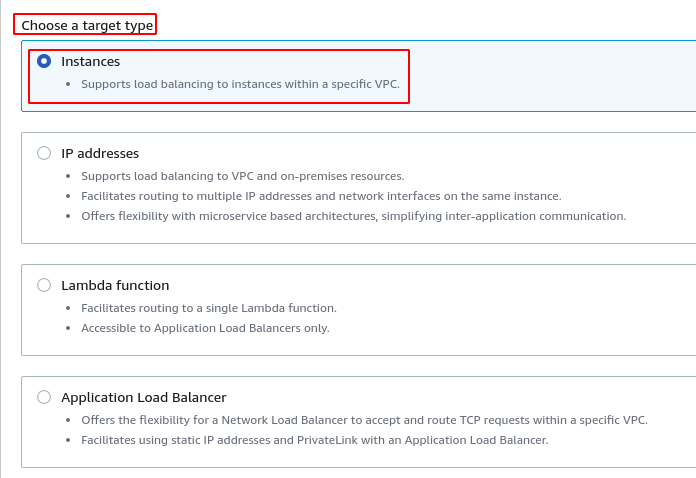 Choose a target type
Instances
Supports load balancing to instances within a specific VPC.
IP addresses
Supports load balancing to VPC and on-premises resources.
Facilitates routing to multiple IP addresses and network interfaces on the same instance.
Offers flexibility with microservice based architectures, simplifying inter-application communication.
Lambda function
Facilitates routing to a single Lambda function.
Accessible to Application Load Balancers only.
Application Load Balancer
Offers the flexibility for a Network Load Balancer to accept and route TCP requests within a specific VPC.
Facilitates using static IP addresses and PrivateLink with an Application Load Balancer.